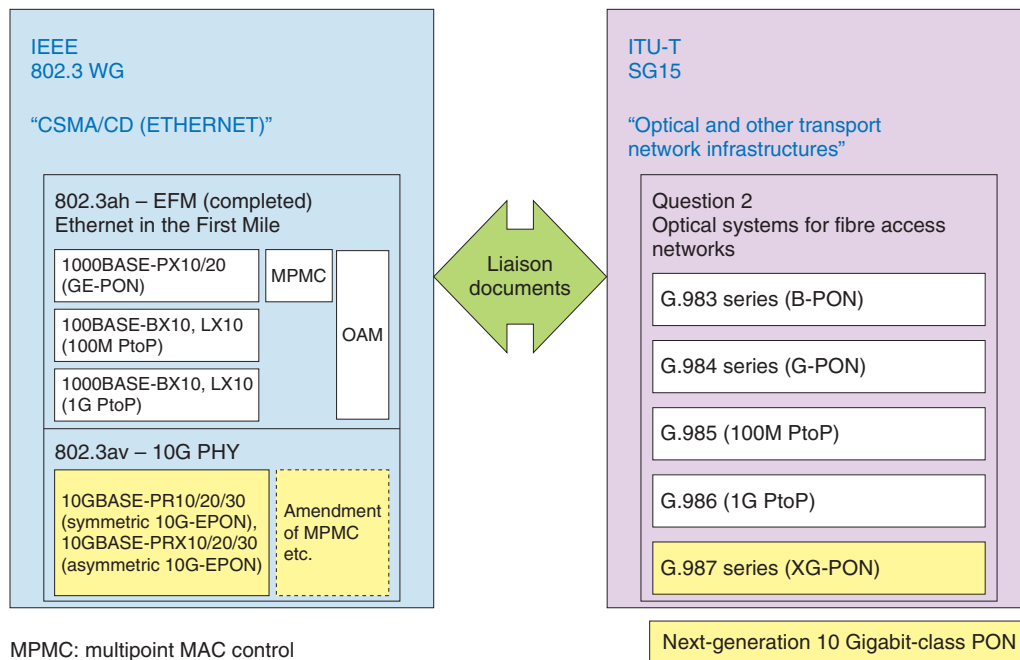 IEEE
802.3 WG
“CSMA/CD (ETHERNET)”
802.3ah – EFM (completed)
Ethernet in the First Mile
1000BASE-PX10/20
(GE-PON)
MPMC
OAM
100BASE-BX10, LX10
(100M PtoP)
1000BASE-BX10, LX10
(1G PtoP)
802.3av – 10G PHY
10GBASE-PR10/20/30
(symmetric 10G-EPON),
10GBASE-PRX10/20/30
(asymmetric 10G-EPON)
Amendment
of MPMC
etc.
Liaison
documents
ITU-T
SG15
“Optical and other transport
network infrastructures”
Question 2
Optical systems for fibre access
networks
G.983 series (B-PON)
G.984 series (G-PON)
G.985 (100M PtoP)
G.986 (1G PtoP)
G.987 series (XG-PON)
MPMC: multipoint MAC control
Next-generation 10 Gigabit-class PON